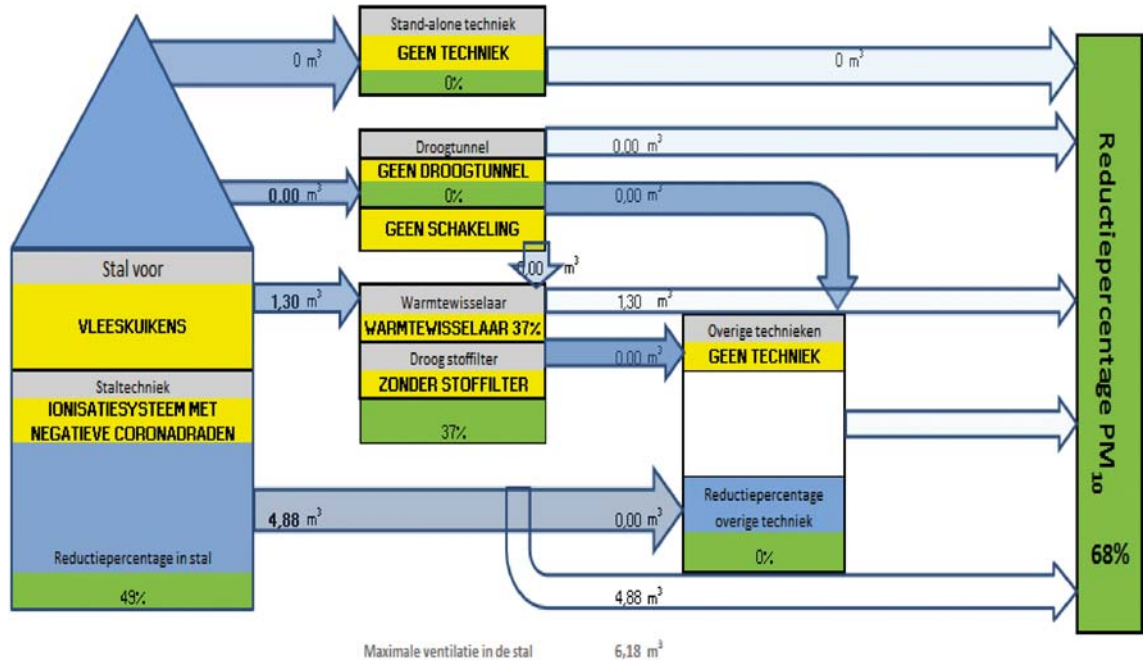 Stand-alone techniek
0 m³
GEEN TECHNIEK
0 m³
0%
Droogtunnel
0.00 m³
GEEN DROOGTUNNEL
0,00 m³
0%
0,00 m³
GEEN SCHAKELING
m³
Stal voor
VLEESKUIKENS
1,30 m³
Warmtewisselaar
1,30 m³
WARMTEWISSELAAR 37%
Droog stoffilter
0.00 m³
ZONDER STOFFILTER
37%
Overige technieken
GEEN TECHNIEK
Staltechniek
IONISATIESYSTEEM MET
NEGATIEVE CORONADRADEN
4,88 m³
0,00 m³
Reductiepercentage
overige techniek
0%
Reductiepercentage in stal
49%
4,88 m³
Reductiepercentage PM₁₀
68%
Maximale ventilatie in de stal 6,18 m³